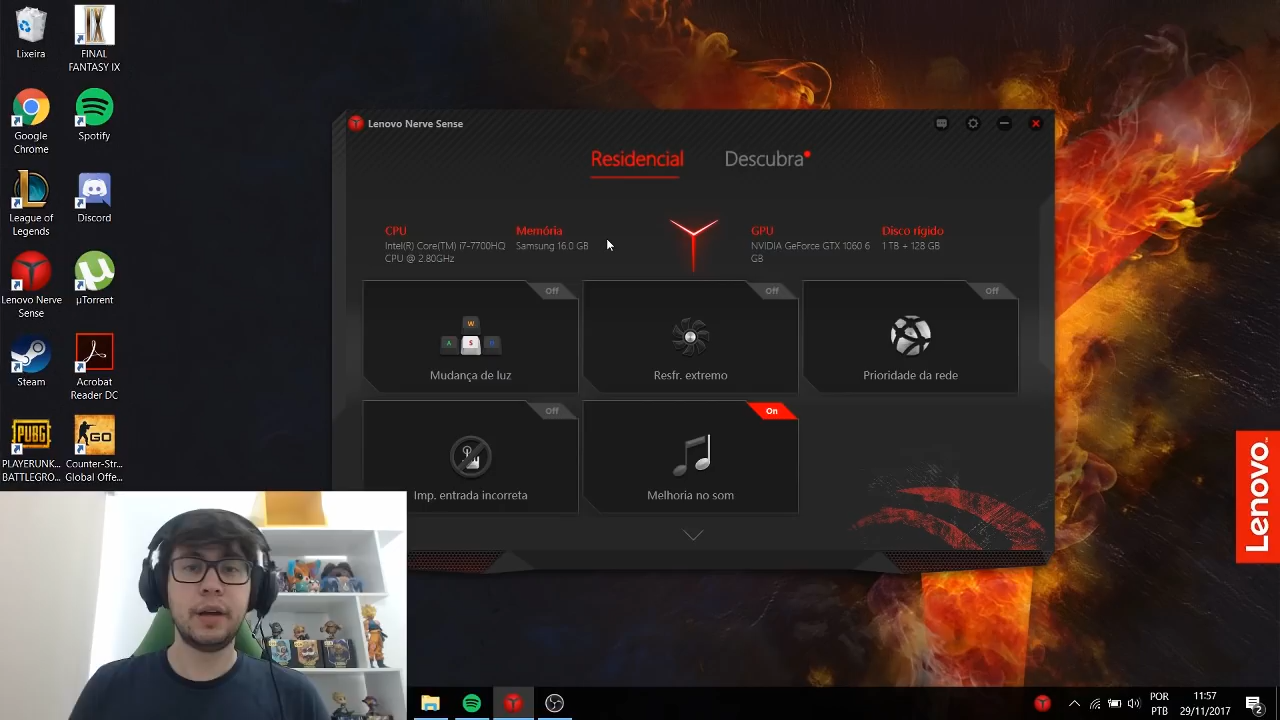 Lixeira
FINAL
FANTASY IX
Google
Chrome
Spotify
League of
Legends
Discord
Lenovo Nerve
Sense
µTorrent
Steam
Acrobat
Reader DC
PUBG
PLAYERUNK...
BATTLEGRO...
GO
Counter-Str...
Global Offe...
Lenovo Nerve Sense
Residencial
Descubra
CPU
Intel(R) Core(TM) i7-7700HQ
CPU @ 2.80GHz
Memória
Samsung 16.0 GB
GPU
NVIDIA GeForce GTX 1060 6
GB
Disco rígido
1 TB + 128 GB
Off
W
A
S
D
Mudança de luz
Off
Resfr. extremo
Off
Prioridade da rede
Off
Imp. entrada incorreta
On
Melhoria no som
Lenovo
POR
PTB
11:57
29/11/2017
2